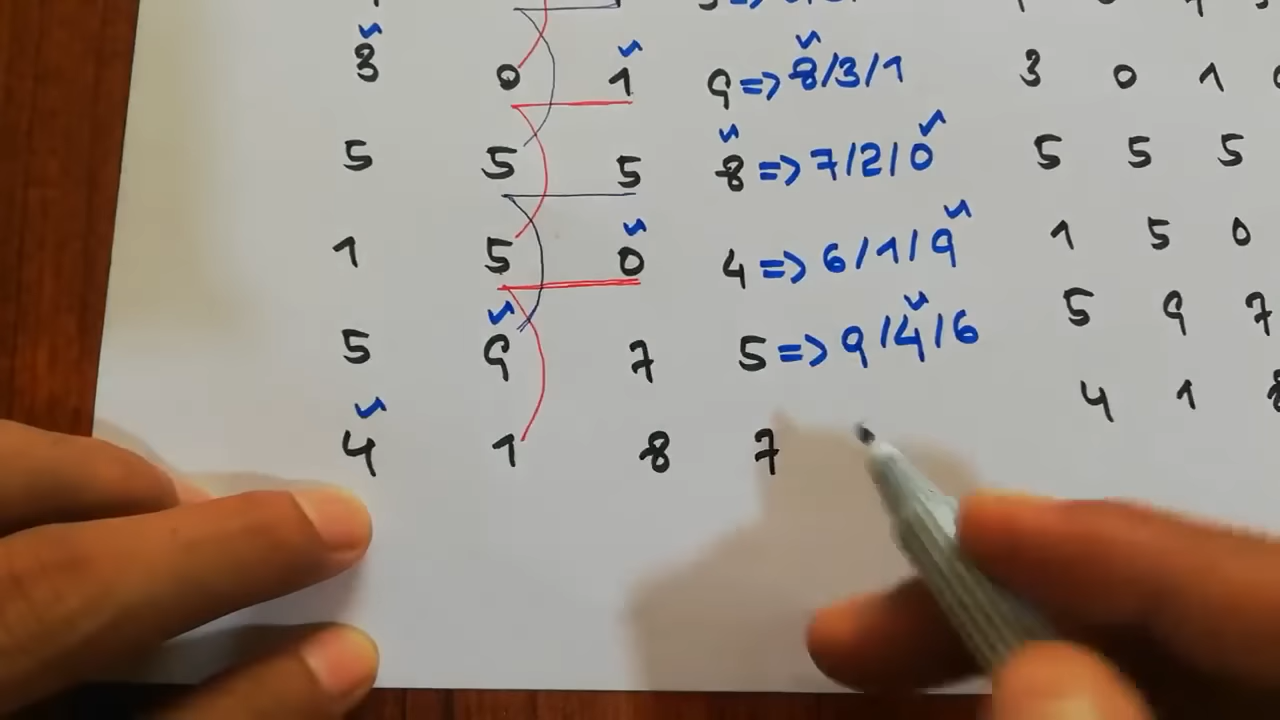 3 0 1 9 => 8/3/1 3 0 1
5 5 5 8 => 7/2/0 5 5 5
1 5 0 4 => 6/1/9 1 5 0
5 9 7 5 => 9/4/6 5 9 7
4 1 8 7 4 1 8